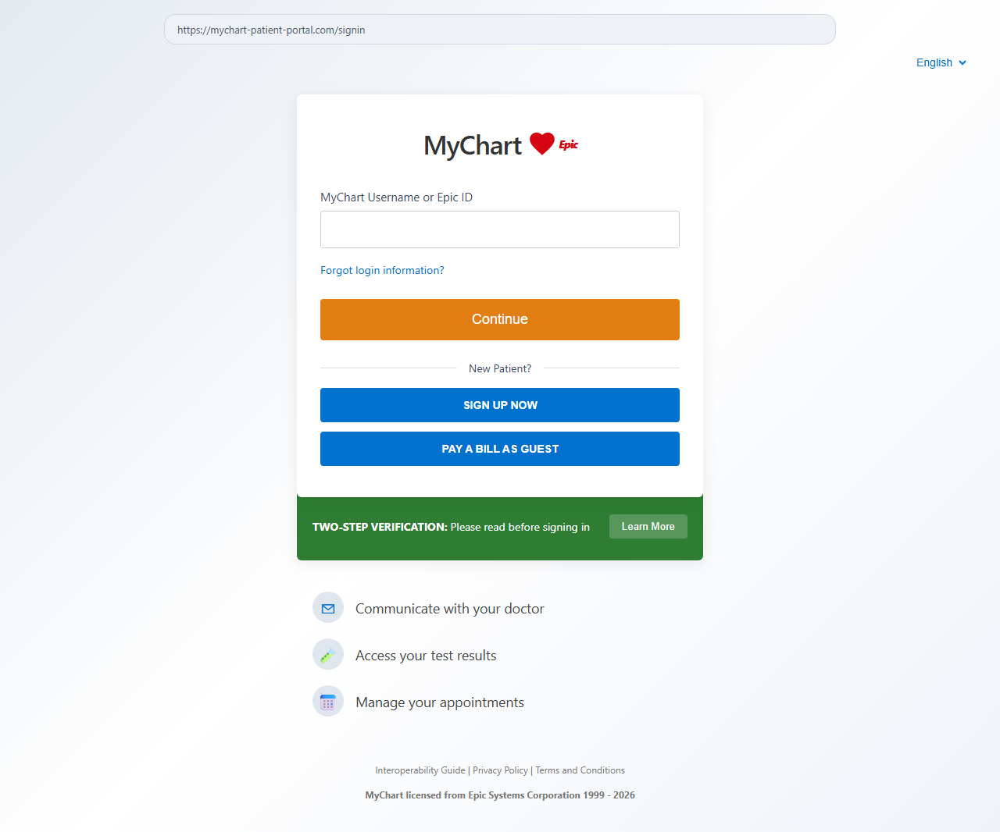 https://mychart-patient-portal.com/signin
English
MyChart Epic
MyChart Username or Epic ID
Forgot login information?
Continue
New Patient?
SIGN UP NOW
PAY A BILL AS GUEST
TWO-STEP VERIFICATION: Please read before signing in Learn More
Communicate with your doctor
Access your test results
Manage your appointments
Interoperability Guide | Privacy Policy | Terms and Conditions
MyChart licensed from Epic Systems Corporation 1999 - 2026